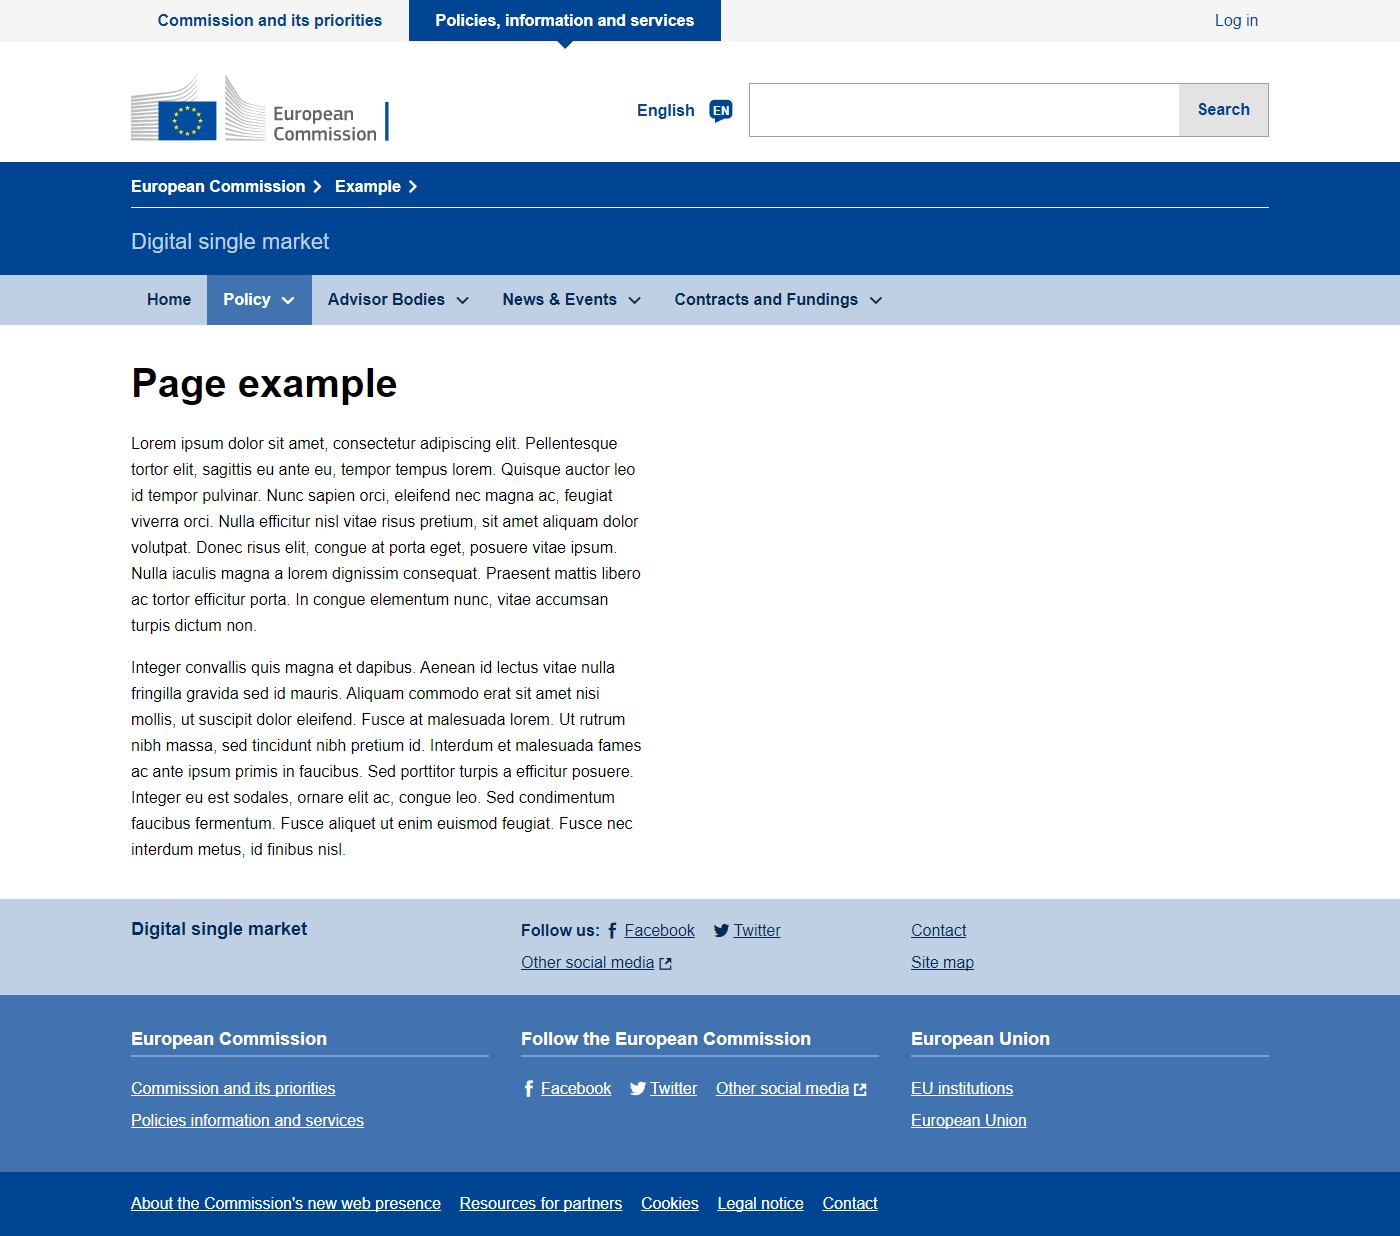 Commission and its priorities
Policies, information and services
Log in
European
Commission
English
EN
Search
European Commission
Example
Digital single market
Home
Policy
Advisor Bodies
News & Events
Contracts and Fundings
Page example
Lorem ipsum dolor sit amet, consectetur adipiscing elit. Pellentesque
tortor elit, sagittis eu ante eu, tempor tempus lorem. Quisque auctor leo
id tempor pulvinar. Nunc sapien orci, eleifend nec magna ac, feugiat
viverra orci. Nulla efficitur nisl vitae risus pretium, sit amet aliquam dolor
volutpat. Donec risus elit, congue at porta eget, posuere vitae ipsum.
Nulla iaculis magna a lorem dignissim consequat. Praesent mattis libero
ac tortor efficitur porta. In congue elementum nunc, vitae accumsan
turpis dictum non.
Integer convallis quis magna et dapibus. Aenean id lectus vitae nulla
fringilla gravida sed id mauris. Aliquam commodo erat sit amet nisi
mollis, ut suscipit dolor eleifend. Fusce at malesuada lorem. Ut rutrum
nibh massa, sed tincidunt nibh pretium id. Interdum et malesuada fames
ac ante ipsum primis in faucibus. Sed porttitor turpis a efficitur posuere.
Integer eu est sodales, ornare elit ac, congue leo. Sed condimentum
faucibus fermentum. Fusce aliquet ut enim euismod feugiat. Fusce nec
interdum metus, id finibus nisl.
Digital single market
Follow us: Facebook Twitter
Other social media
Contact
Site map
European Commission
Commission and its priorities
Policies information and services
Follow the European Commission
Facebook Twitter Other social media
European Union
EU institutions
European Union
About the Commission's new web presence Resources for partners Cookies Legal notice Contact